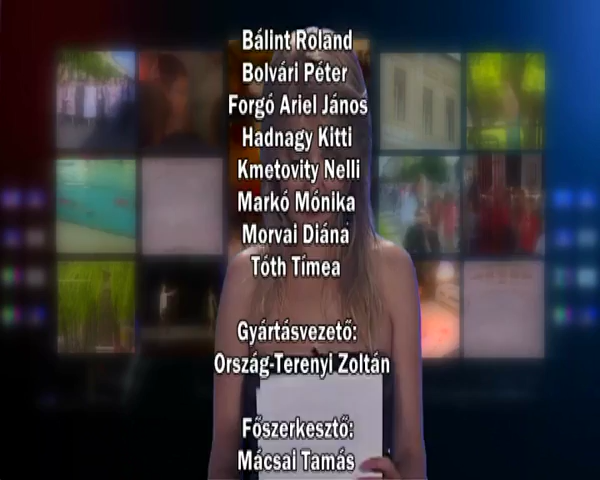 Bálint Roland
Bolvári Péter
Forgó Ariel János
Hadnagy Kitti
Kmetovity Nelli
Markó Mónika
Morvai Diána
Tóth Tímea
Gyártásvezető:
Ország-Terenyi Zoltán
Főszerkesztő:
Mácsai Tamás